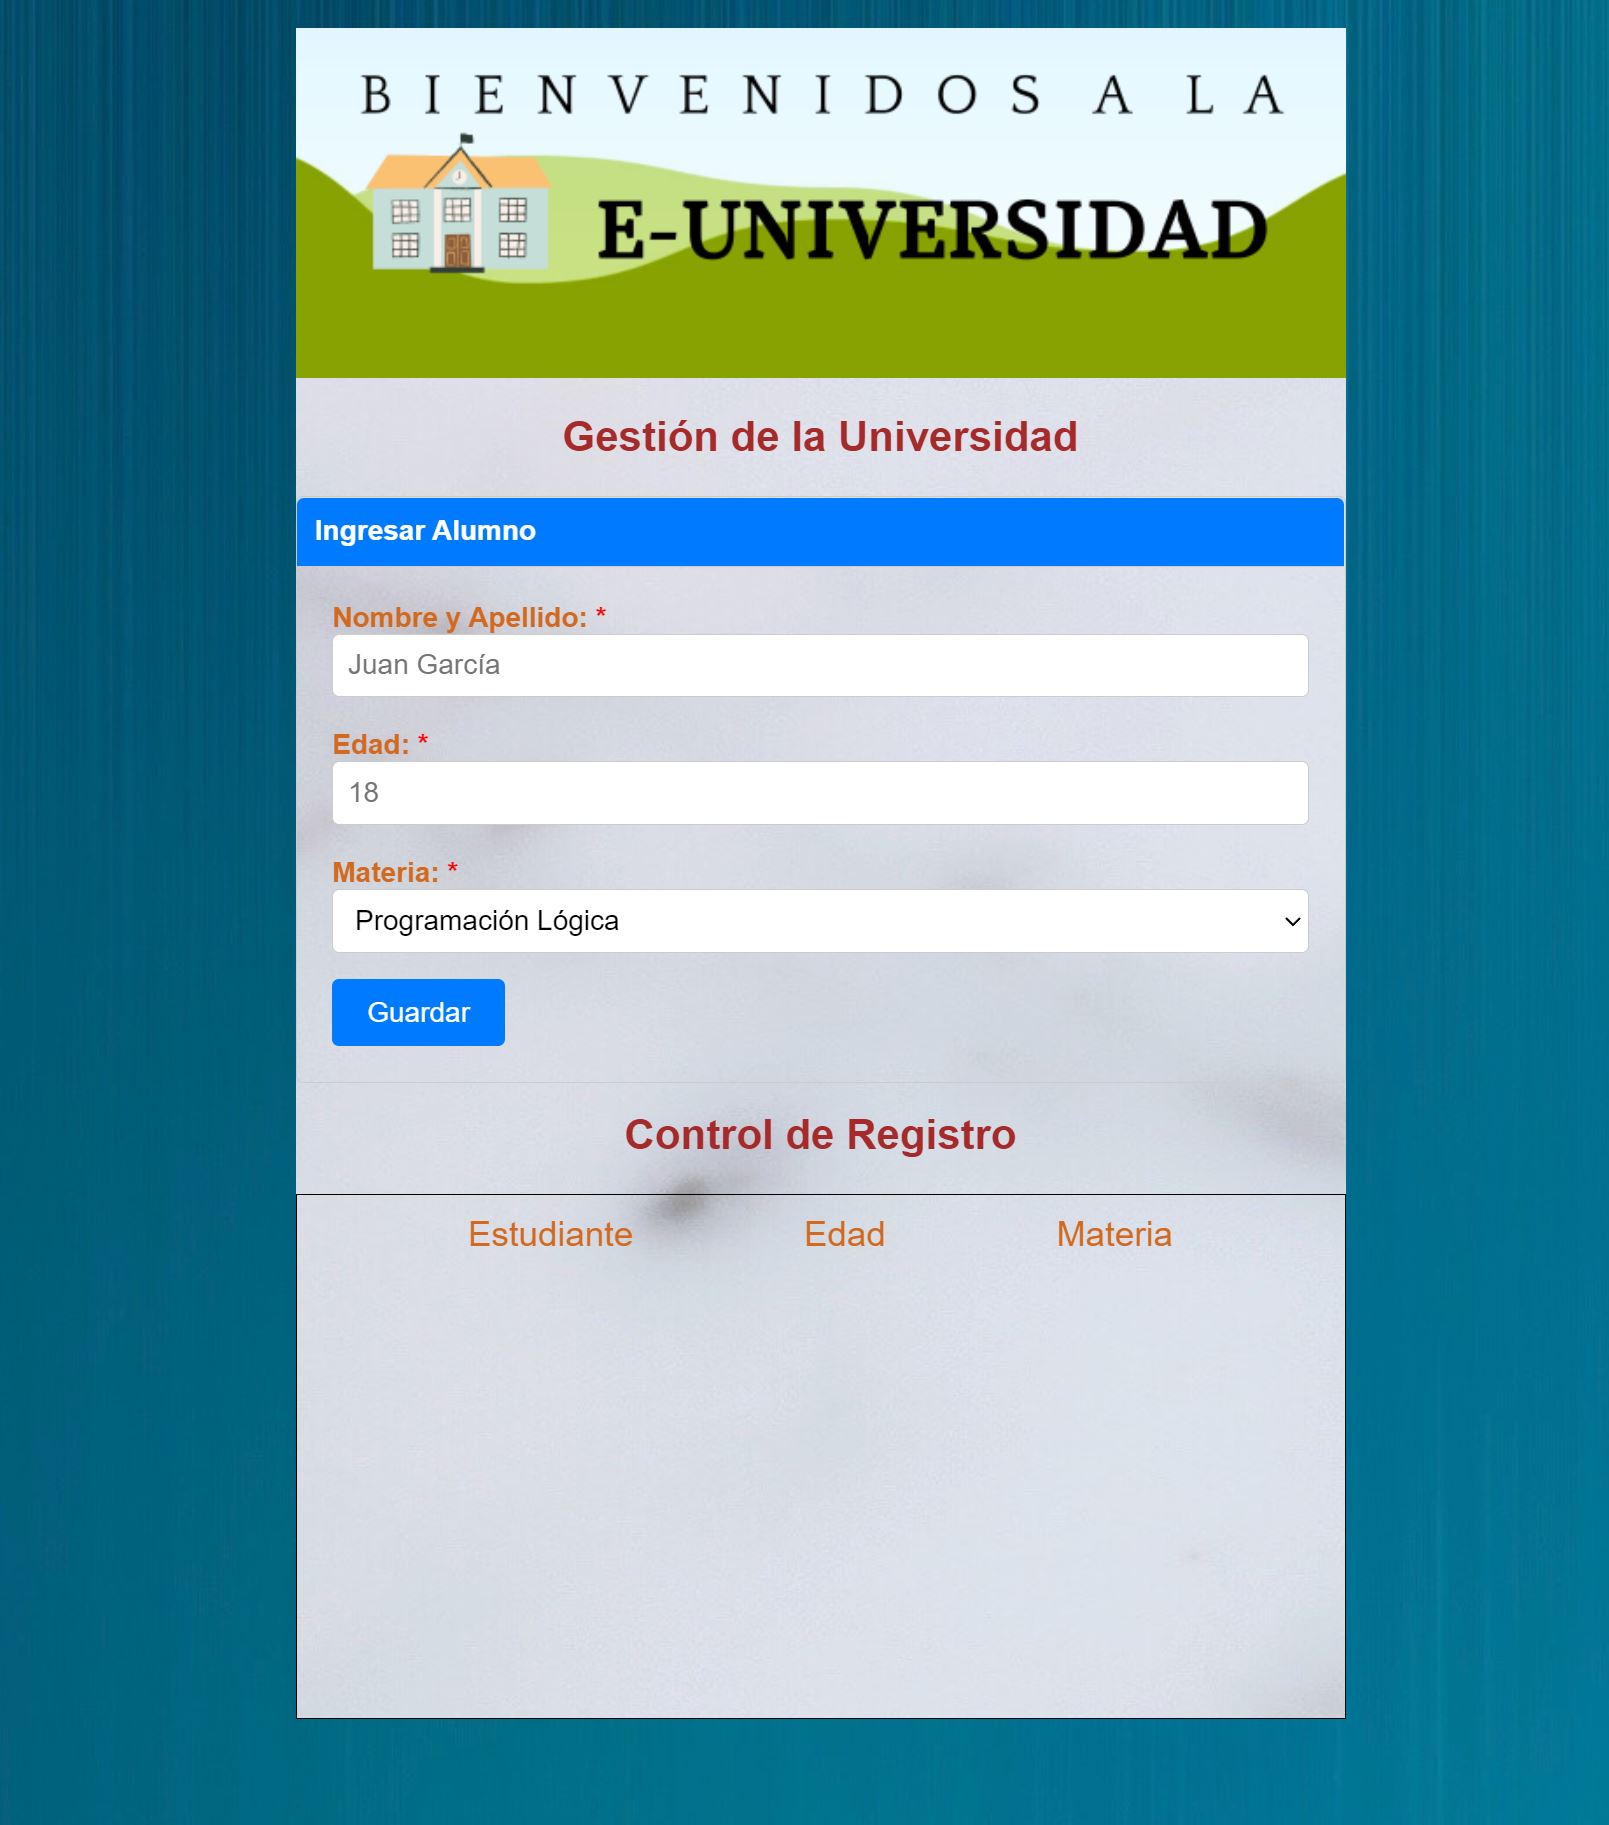 BIENVENIDOS A LA
E-UNIVERSIDAD
Gestión de la Universidad
Ingresar Alumno
Nombre y Apellido: *
Juan García
Edad: *
18
Materia: *
Programación Lógica
Guardar
Control de Registro
Estudiante Edad Materia